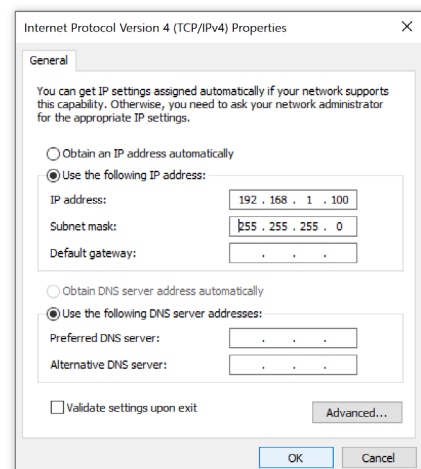 Internet Protocol Version 4 (TCP/IPv4) Properties
General
You can get IP settings assigned automatically if your network supports
this capability. Otherwise, you need to ask your network administrator
for the appropriate IP settings.
Obtain an IP address automatically
Use the following IP address:
IP address: 192 . 168 . 1 . 100
Subnet mask: 255 . 255 . 255 . 0
Default gateway: . . .
Obtain DNS server address automatically
Use the following DNS server addresses:
Preferred DNS server: . . .
Alternative DNS server: . . .
Validate settings upon exit
Advanced...
OK Cancel